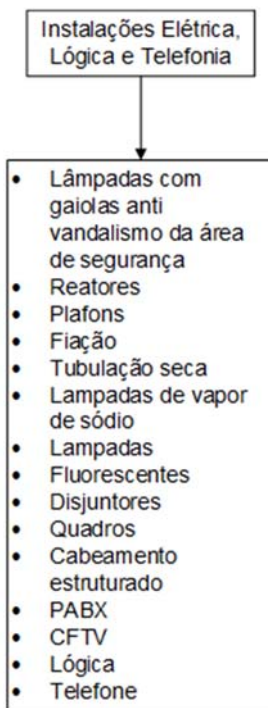 Instalações Elétrica,
Lógica e Telefonia
• Lâmpadas com
gaiolas anti
vandalismo da área
de segurança
• Reatores
• Plafons
• Fiação
• Tubulação seca
• Lampadas de vapor
de sódio
• Lampadas
• Fluorescentes
• Disjuntores
• Quadros
• Cabeamento
estruturado
• PABX
• CFTV
• Lógica
• Telefone